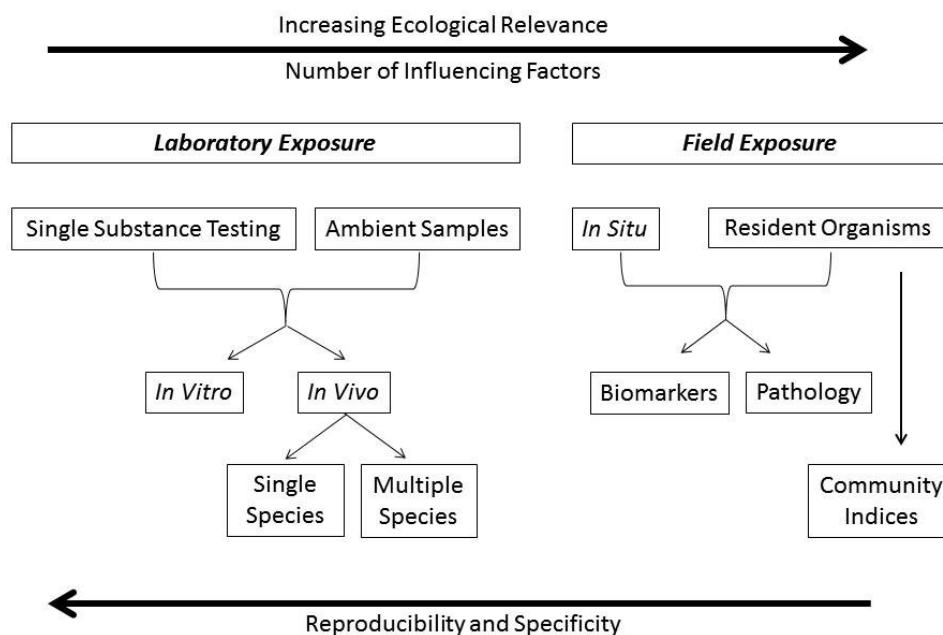 Increasing Ecological Relevance
Number of Influencing Factors
Laboratory Exposure
Field Exposure
Single Substance Testing
Ambient Samples
In Situ
Resident Organisms
In Vitro
In Vivo
Biomarkers
Pathology
Single
Species
Multiple
Species
Community
Indices
Reproducibility and Specificity